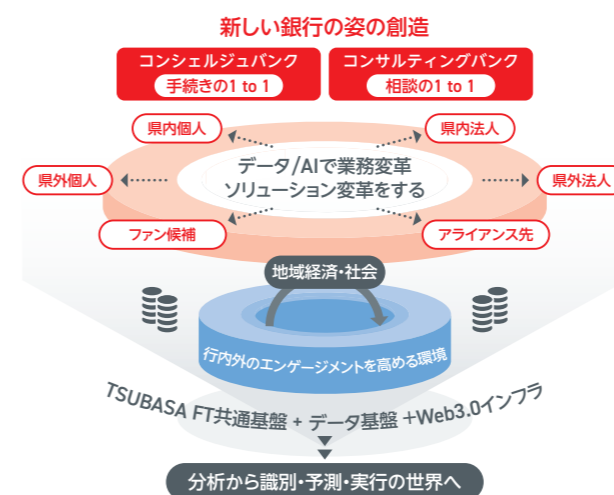 新しい銀行の姿の創造
コンシェルジュバンク
手続きの1 to 1
コンサルティングバンク
相談の1 to 1
県内個人
県内法人
データ/AIで業務変革
ソリューション変革をする
県外個人
県外法人
ファン候補
アライアンス先
地域経済・社会
行内外のエンゲージメントを高める環境
TSUBASA FT共通基盤 + データ基盤 +Web3.0インフラ
分析から識別・予測・実行の世界へ